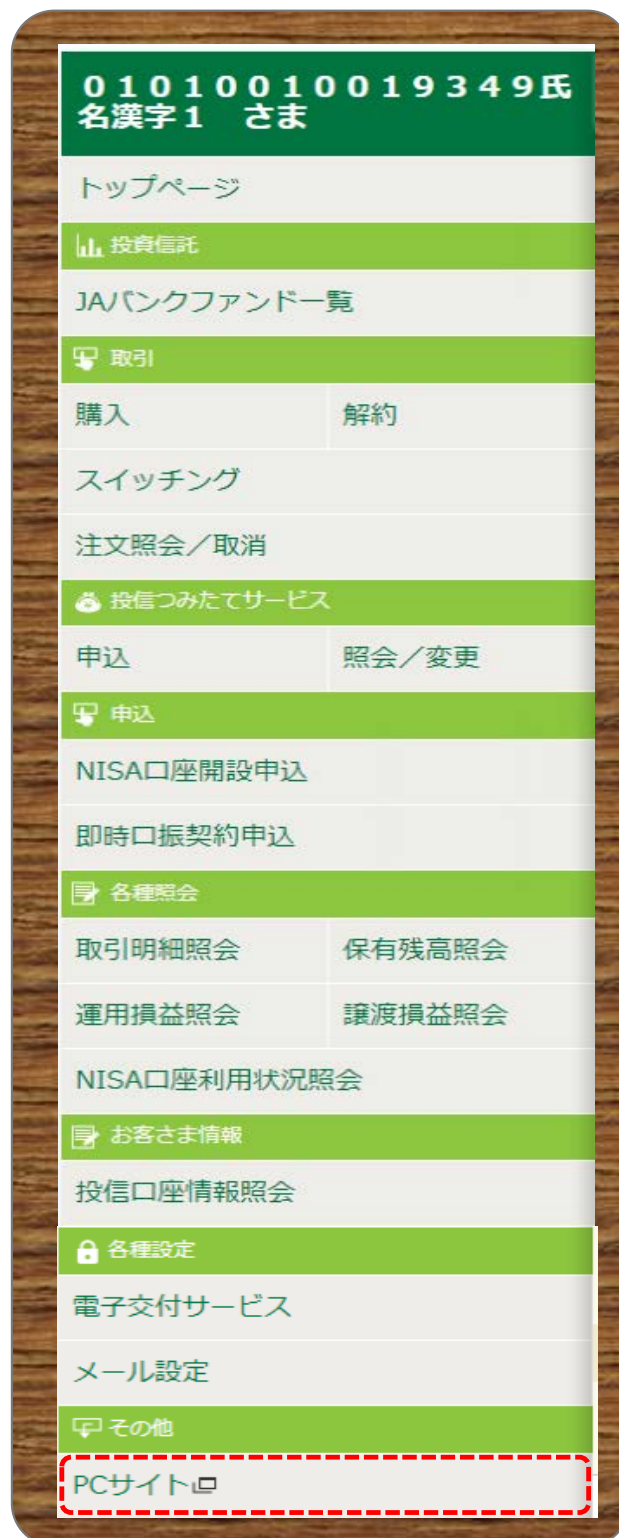 ０１０１００１００１９３４９氏
名漢字１　さま
トップページ
投資信託
JAバンクファンド一覧
取引
購入　解約
スイッチング
注文照会／取消
投信つみたてサービス
申込　照会／変更
申込
NISA口座開設申込
即時口振契約申込
各種照会
取引明細照会　保有残高照会
運用損益照会　譲渡損益照会
NISA口座利用状況照会
お客さま情報
投信口座情報照会
各種設定
電子交付サービス
メール設定
その他
PCサイト